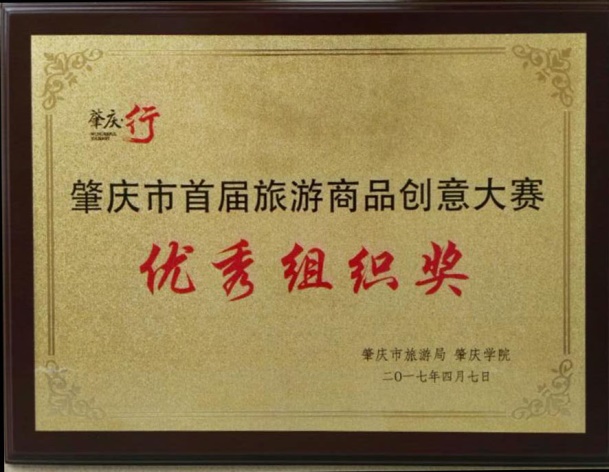 肇庆·行
肇庆市首届旅游商品创意大赛
优秀组织奖
肇庆市旅游局 肇庆学院
二〇一七年四月七日